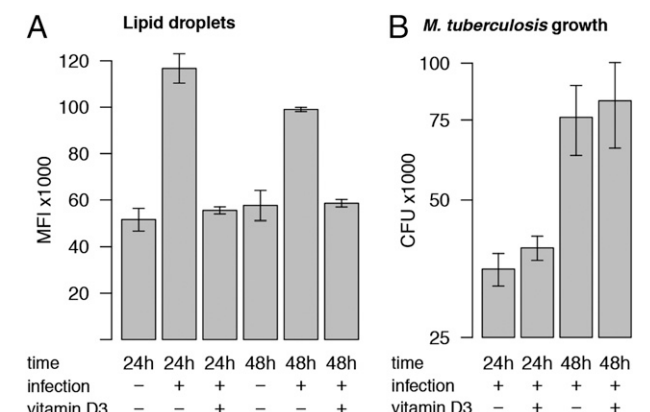 A Lipid droplets
120
100
80
60
40
20
MFI x1000
time 24h 24h 24h 48h 48h 48h
infection – + + – + +
vitamin D3 – – + – – +
B M. tuberculosis growth
100
75
50
25
CFU x1000
time 24h 24h 48h 48h
infection + + + +
vitamin D3 – + – +